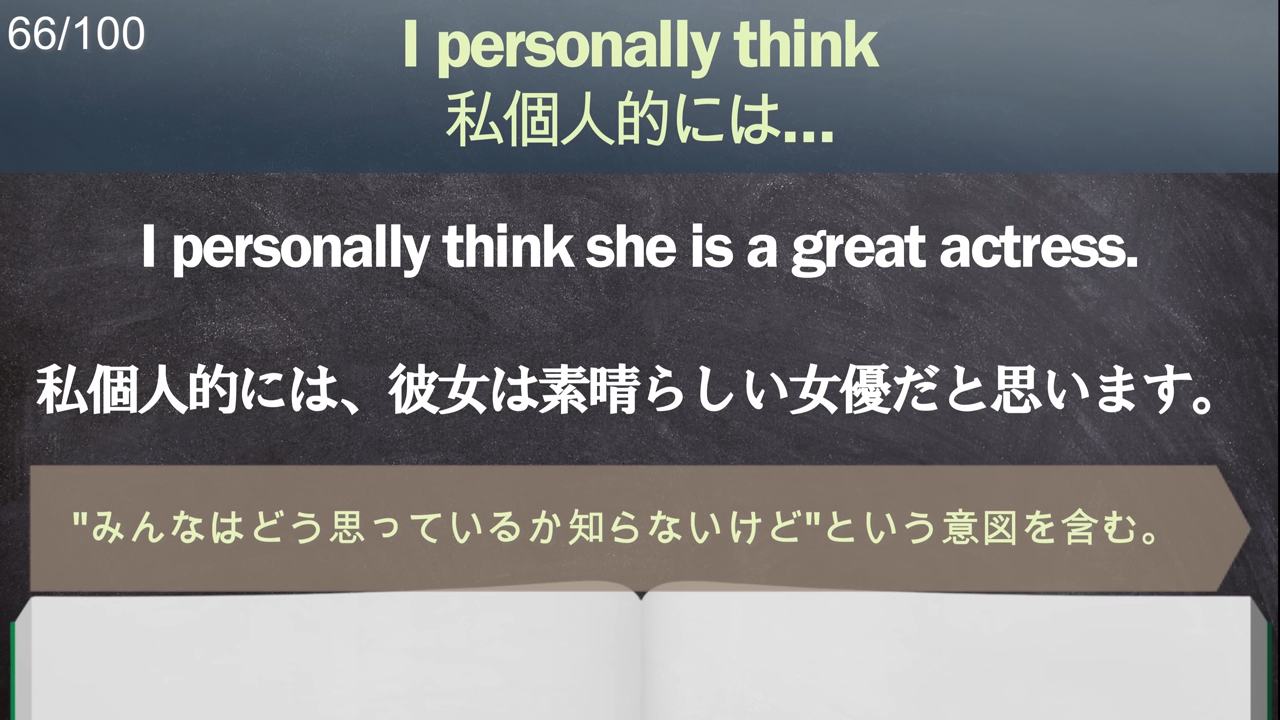 66/100
I personally think
私個人的には...
I personally think she is a great actress.
私個人的には、彼女は素晴らしい女優だと思います。
"みんなはどう思っているか知らないけど"という意図を含む。